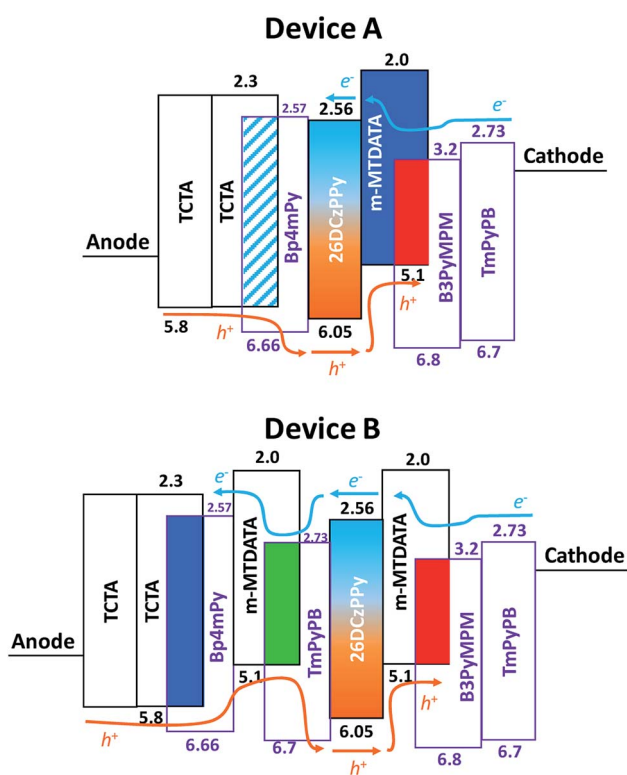 Device A
2.0
2.3
e⁻
2.57
2.56
e⁻
2.73
3.2
Cathode
TCTA
TCTA
Bp4mPy
26DCzPPy
m-MTDATA
B3PyMPM
TmPyPB
Anode
5.1
5.8
h⁺
6.66
h⁺
6.05
h⁺
6.8
6.7
Device B
2.0
2.0
2.3
e⁻
e⁻
e⁻
2.57
2.73
2.56
3.2
2.73
Cathode
TCTA
TCTA
Bp4mPy
m-MTDATA
TmPyPB
26DCzPPy
m-MTDATA
B3PyMPM
TmPyPB
Anode
5.1
5.1
h⁺
5.8
h⁺
6.66
6.7
6.05
h⁺
6.8
6.7